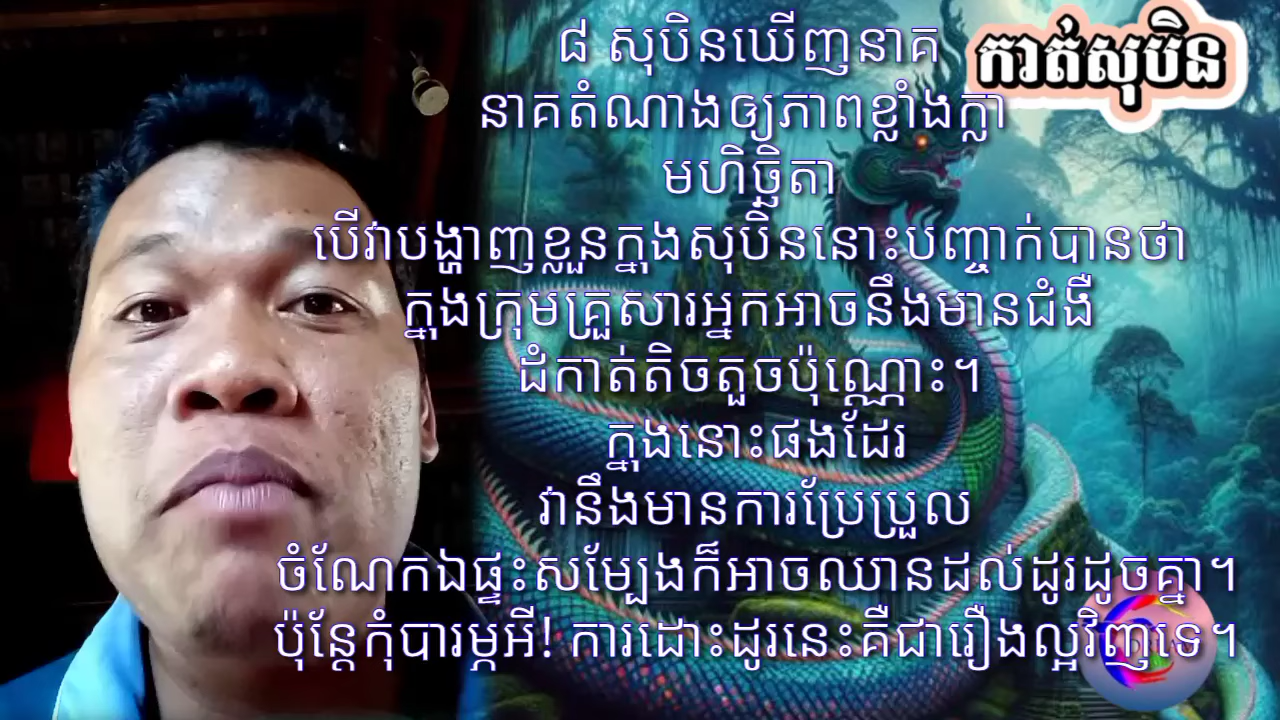 កាត់សុបិន
៨ សុបិនឃើញនាគ
នាគតំណាងឲ្យភាពខ្លាំងក្លា
មហិច្ឆិតា
បើវាបង្ហាញខ្លួនក្នុងសុបិននោះបញ្ចាក់បានថា
ក្នុងក្រុមគ្រួសារអ្នកអាចនឹងមានជំងឺ
ដំកាត់តិចតួចប៉ុណ្ណោះ។
ក្នុងនោះផងដែរ
វានឹងមានការប្រែប្រួល
ចំណែកឯផ្ទះសម្បែងក៏អាចឈានដល់ដូរដូចគ្នា។
ប៉ុន្តែកុំបារម្ភអី! ការដោះដូរនេះគឺជារឿងល្អវិញទេ។